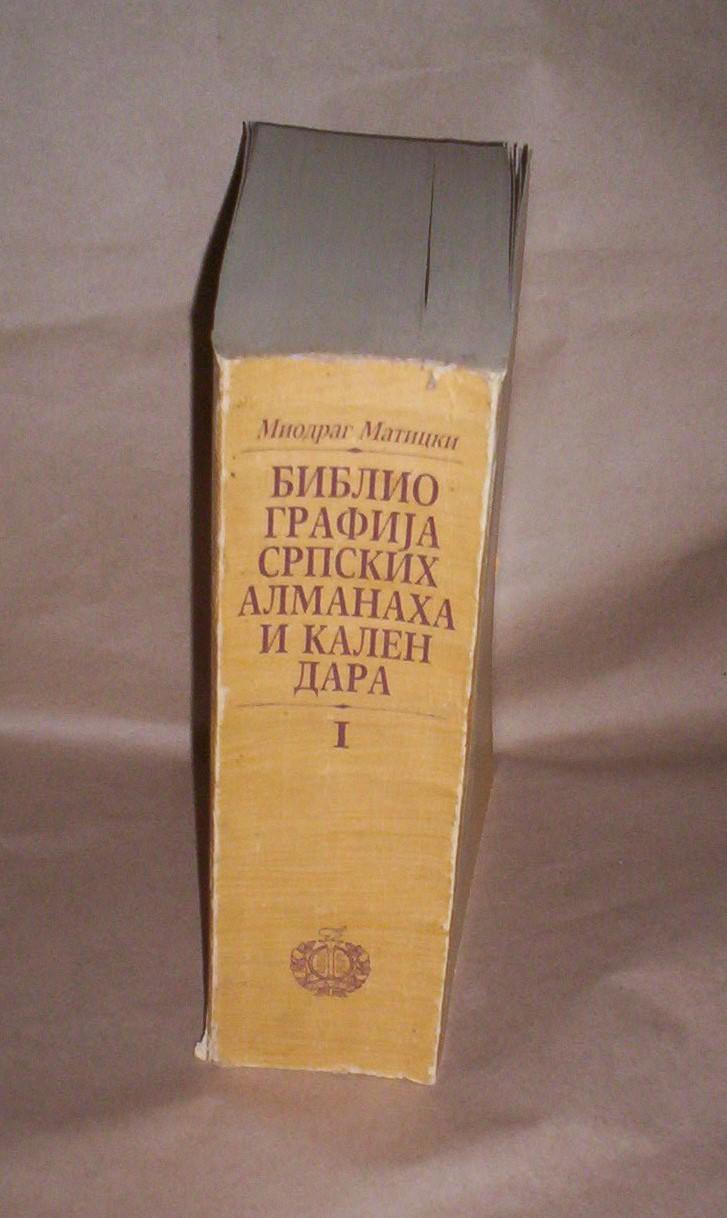 Миодраг Матицки
БИБЛИО
ГРАФИЈА
СРПСКИХ
АЛМАНАХА
И КАЛЕН
ДАРА
I